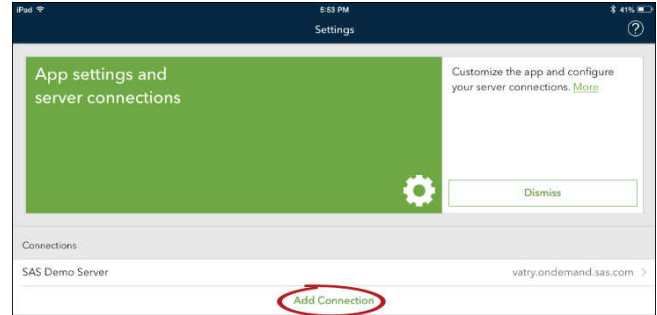 iPad 5:53 PM 41%
Settings
?
App settings and
server connections
Customize the app and configure
your server connections. More
Dismiss
Connections
SAS Demo Server vatry.ondemand.sas.com >
Add Connection